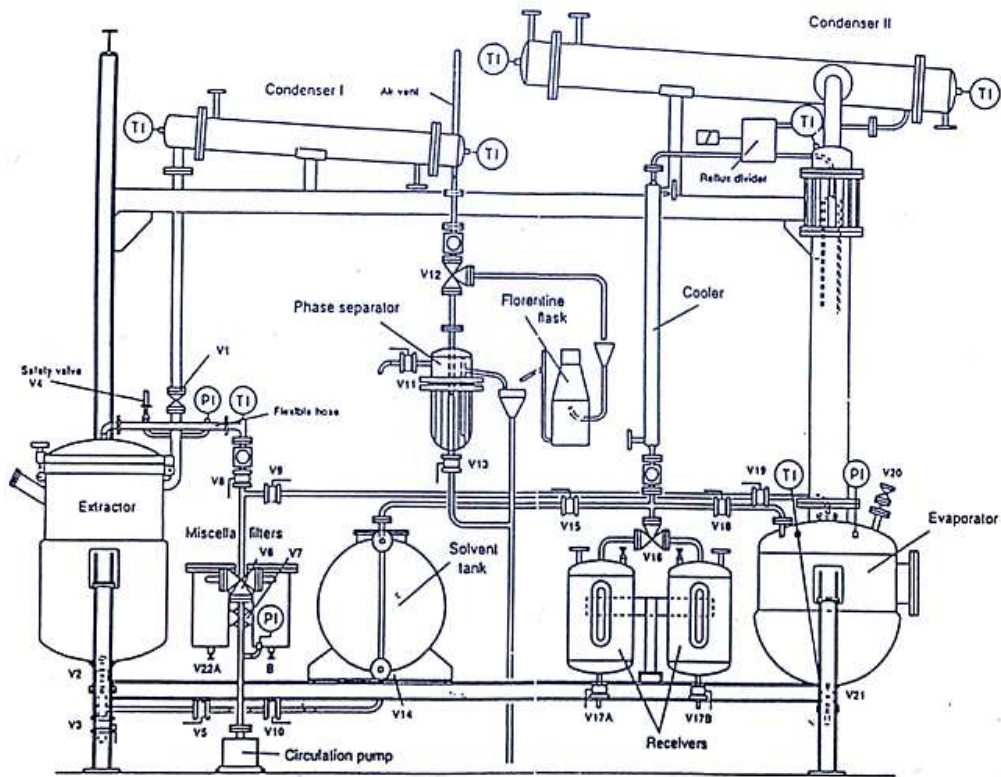 Condenser II
TI
TI
Condenser I
Air vent
TI
TI
TI
Reflux divider
V12
Phase separator
Florentine
flask
Cooler
V1
Safety valve
V4
V11
PI
TI
Flexible hose
V13
V8
V9
V19
TI
PI
V20
Extractor
V15
V18
Evaporator
Miscella filters
V6
V7
Solvent
tank
V16
PI
V22A
B
V2
V14
V21
V3
V5
V10
V17A
V17B
Receivers
Circulation pump